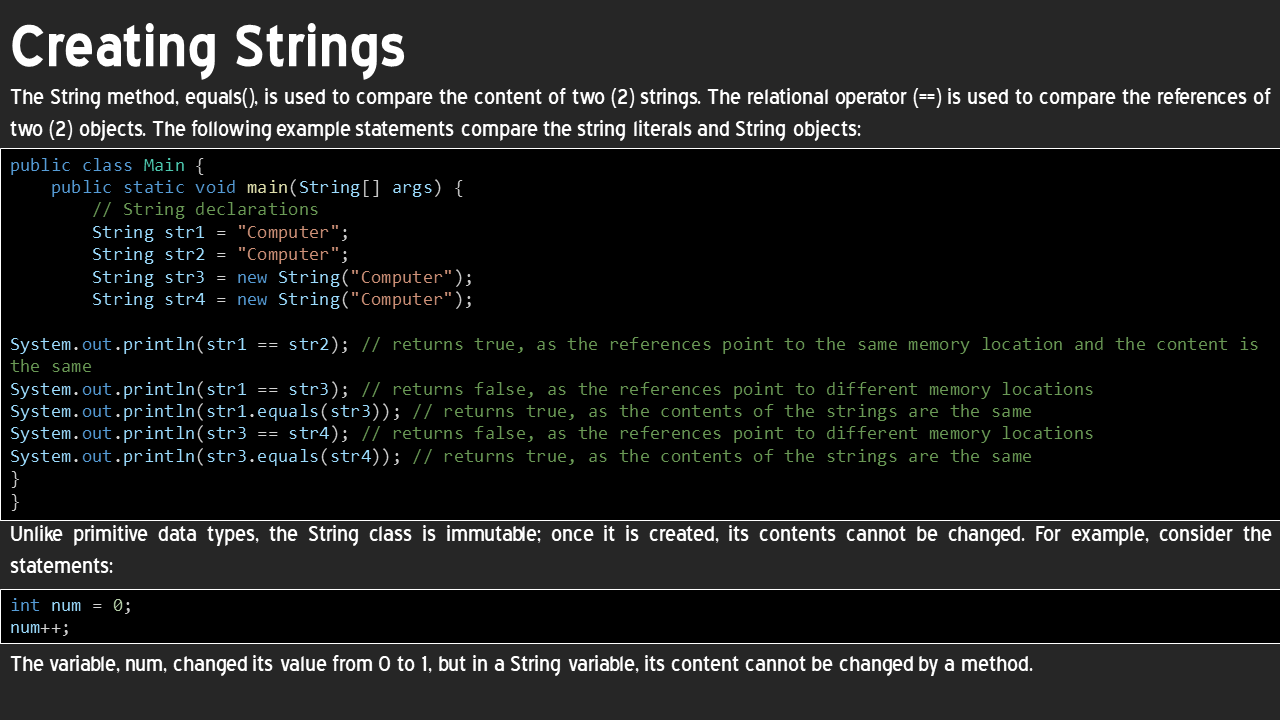 Creating Strings
The String method, equals(), is used to compare the content of two (2) strings. The relational operator (==) is used to compare the references of
two (2) objects. The following example statements compare the string literals and String objects:
public class Main {
    public static void main(String[] args) {
        // String declarations
        String str1 = "Computer";
        String str2 = "Computer";
        String str3 = new String("Computer");
        String str4 = new String("Computer");
System.out.println(str1 == str2); // returns true, as the references point to the same memory location and the content is
the same
System.out.println(str1 == str3); // returns false, as the references point to different memory locations
System.out.println(str1.equals(str3)); // returns true, as the contents of the strings are the same
System.out.println(str3 == str4); // returns false, as the references point to different memory locations
System.out.println(str3.equals(str4)); // returns true, as the contents of the strings are the same
}
}
Unlike primitive data types, the String class is immutable; once it is created, its contents cannot be changed. For example, consider the
statements:
int num = 0;
num++;
The variable, num, changed its value from 0 to 1, but in a String variable, its content cannot be changed by a method.